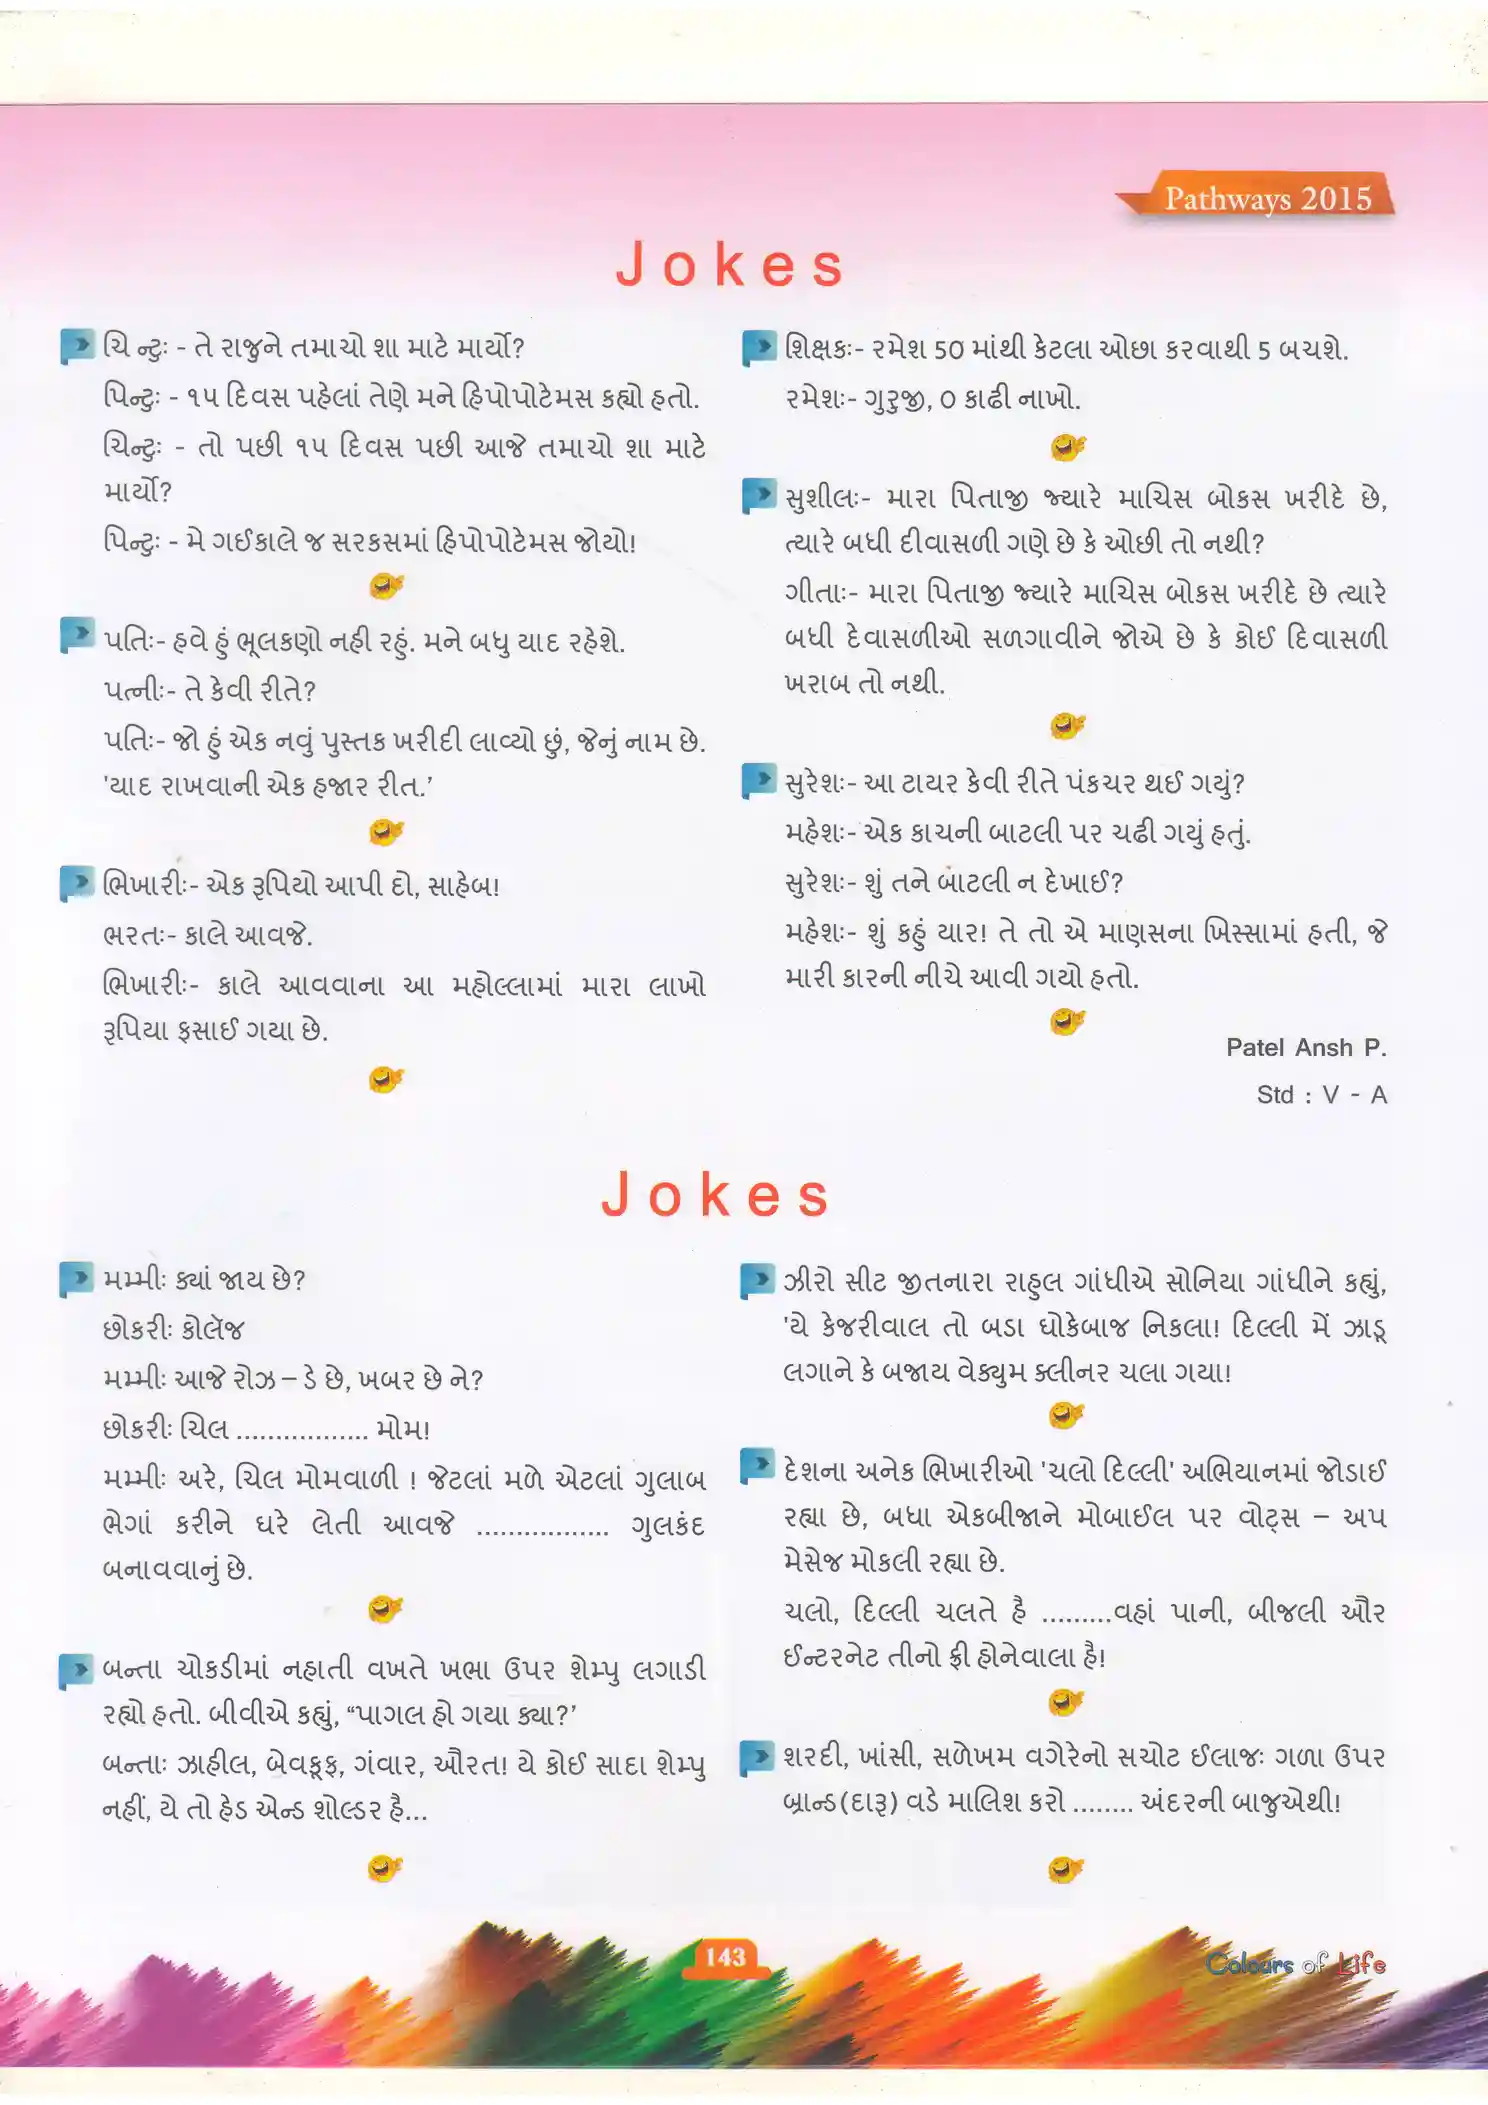 Pathways 2015
Jokes
ચિ ન્ટુઃ - તે રાજુને તમાચો શા માટે માર્યો?
પિન્ટુઃ - ૧૫ દિવસ પહેલાં તેણે મને હિપોપોટેમસ કહ્યો હતો.
ચિન્ટુઃ - તો પછી ૧૫ દિવસ પછી આજે તમાચો શા માટે
માર્યો?
પિન્ટુઃ - મે ગઈકાલે જ સરકસમાં હિપોપોટેમસ જોયો!
પતિઃ- હવે હું ભૂલકણો નહી રહું. મને બધુ યાદ રહેશે.
પત્નીઃ- તે કેવી રીતે?
પતિઃ- જો હું એક નવું પુસ્તક ખરીદી લાવ્યો છું, જેનું નામ છે.
'યાદ રાખવાની એક હજાર રીત.’
ભિખારીઃ- એક રૂપિયો આપી દો, સાહેબ!
ભરતઃ- કાલે આવજે.
ભિખારીઃ- કાલે આવવાના આ મહોલ્લામાં મારા લાખો
રૂપિયા ફસાઈ ગયા છે.
શિક્ષકઃ- રમેશ 50 માંથી કેટલા ઓછા કરવાથી 5 બચશે.
રમેશઃ- ગુરુજી, 0 કાઢી નાખો.
સુશીલઃ- મારા પિતાજી જ્યારે માચિસ બોકસ ખરીદે છે,
ત્યારે બધી દીવાસળી ગણે છે કે ઓછી તો નથી?
ગીતાઃ- મારા પિતાજી જ્યારે માચિસ બોકસ ખરીદે છે ત્યારે
બધી દેવાસળીઓ સળગાવીને જોએ છે કે કોઈ દિવાસળી
ખરાબ તો નથી.
સુરેશઃ- આ ટાયર કેવી રીતે પંકચર થઈ ગયું?
મહેશઃ- એક કાચની બાટલી પર ચઢી ગયું હતું.
સુરેશઃ- શું તને બાટલી ન દેખાઈ?
મહેશઃ- શું કહું યાર! તે તો એ માણસના ખિસ્સામાં હતી, જે
મારી કારની નીચે આવી ગયો હતો.
Patel Ansh P.
Std : V - A
Jokes
મમ્મીઃ ક્યાં જાય છે?
છોકરીઃ કોલૅજ
મમ્મીઃ આજે રોઝ – ડે છે, ખબર છે ને?
છોકરીઃ ચિલ ................. મોમ!
મમ્મીઃ અરે, ચિલ મોમવાળી ! જેટલાં મળે એટલાં ગુલાબ
ભેગાં કરીને ઘરે લેતી આવજે ................. ગુલકંદ
બનાવવાનું છે.
બન્તા ચોકડીમાં નહાતી વખતે ખભા ઉપર શેમ્પુ લગાડી
રહ્યો હતો. બીવીએ કહ્યું, “પાગલ હો ગયા ક્યા?’
બન્તાઃ ઝાહીલ, બેવકૂફ, ગંવાર, ઔરત! યે કોઈ સાદા શેમ્પુ
નહીં, યે તો હેડ એન્ડ શોલ્ડર હૈ...
ઝીરો સીટ જીતનારા રાહુલ ગાંધીએ સોનિયા ગાંધીને કહ્યું,
'યે કેજરીવાલ તો બડા ધોકેબાજ નિકલા! દિલ્લી મેં ઝાડૂ
લગાને કે બજાય વેક્યુમ ક્લીનર ચલા ગયા!
દેશના અનેક ભિખારીઓ 'ચલો દિલ્લી' અભિયાનમાં જોડાઈ
રહ્યા છે, બધા એકબીજાને મોબાઈલ પર વોટ્સ – અપ
મેસેજ મોકલી રહ્યા છે.
ચલો, દિલ્લી ચલતે હૈ .........વહાં પાની, બીજલી ઔર
ઈન્ટરનેટ તીનો ફ્રી હોનેવાલા હૈ!
શરદી, ખાંસી, સળેખમ વગેરેનો સચોટ ઈલાજઃ ગળા ઉપર
બ્રાન્ડ(દારૂ) વડે માલિશ કરો ........ અંદરની બાજુએથી!
143
Colours of Life